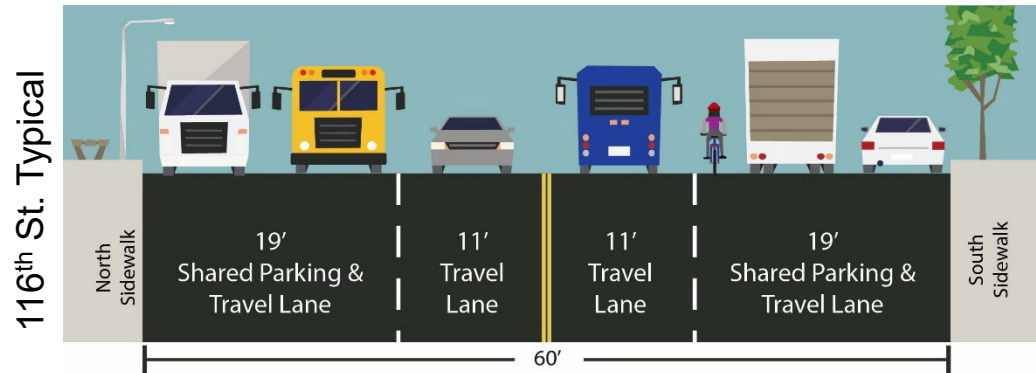 116th St. Typical
North
Sidewalk
19'
Shared Parking &
Travel Lane
11'
Travel
Lane
11'
Travel
Lane
19'
Shared Parking &
Travel Lane
South
Sidewalk
60'